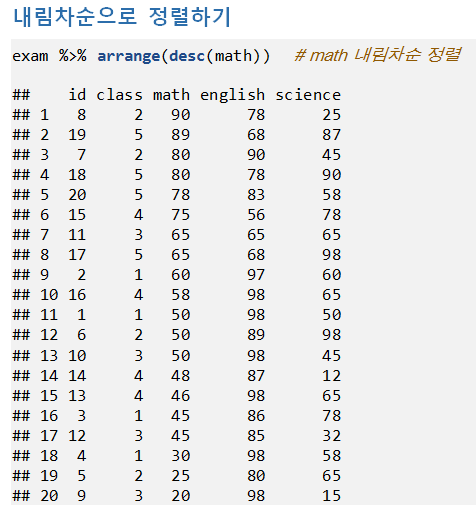 내림차순으로 정렬하기
exam %>% arrange(desc(math))  # math 내림차순 정렬
##    id class math english science
## 1   8     2   90      78      25
## 2  19     5   89      68      87
## 3   7     2   80      90      45
## 4  18     5   80      78      90
## 5  20     5   78      83      58
## 6  15     4   75      56      78
## 7  11     3   65      65      65
## 8  17     5   65      68      98
## 9   2     1   60      97      60
## 10 16     4   58      98      65
## 11  1     1   50      98      50
## 12  6     2   50      89      98
## 13 10     3   50      98      45
## 14 14     4   48      87      12
## 15 13     4   46      98      65
## 16  3     1   45      86      78
## 17 12     3   45      85      32
## 18  4     1   30      98      58
## 19  5     2   25      80      65
## 20  9     3   20      98      15